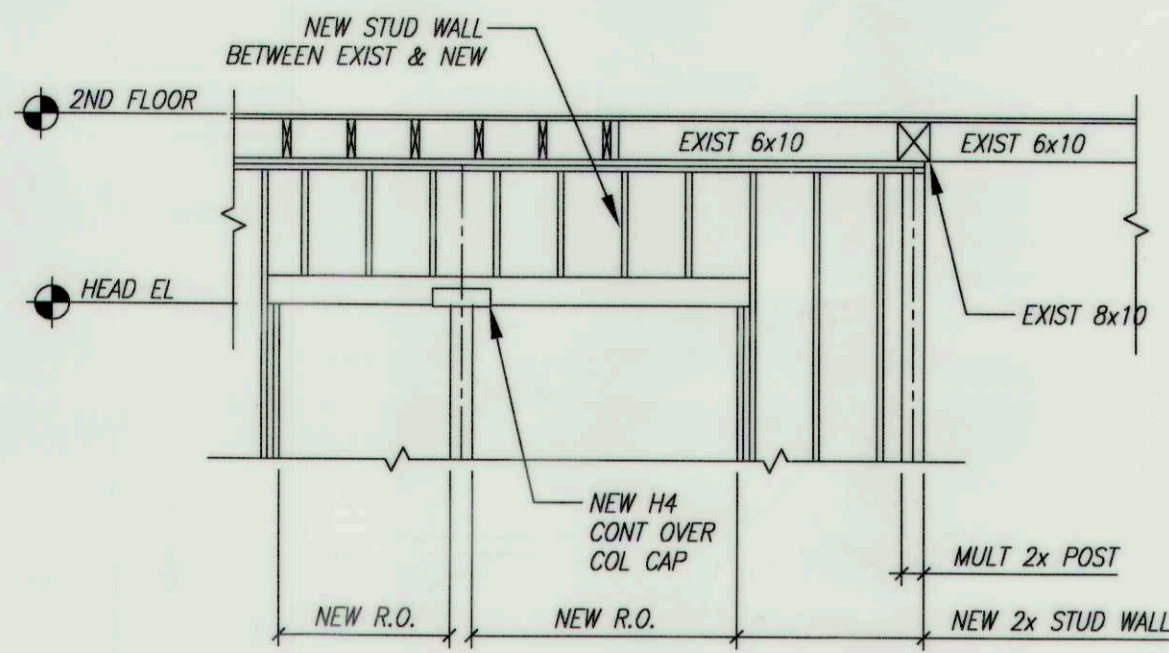 NEW STUD WALL
BETWEEN EXIST & NEW
2ND FLOOR
EXIST 6x10
EXIST 6x10
HEAD EL
EXIST 8x10
NEW H4
CONT OVER
COL CAP
MULT 2x POST
NEW R.O.
NEW R.O.
NEW 2x STUD WALL